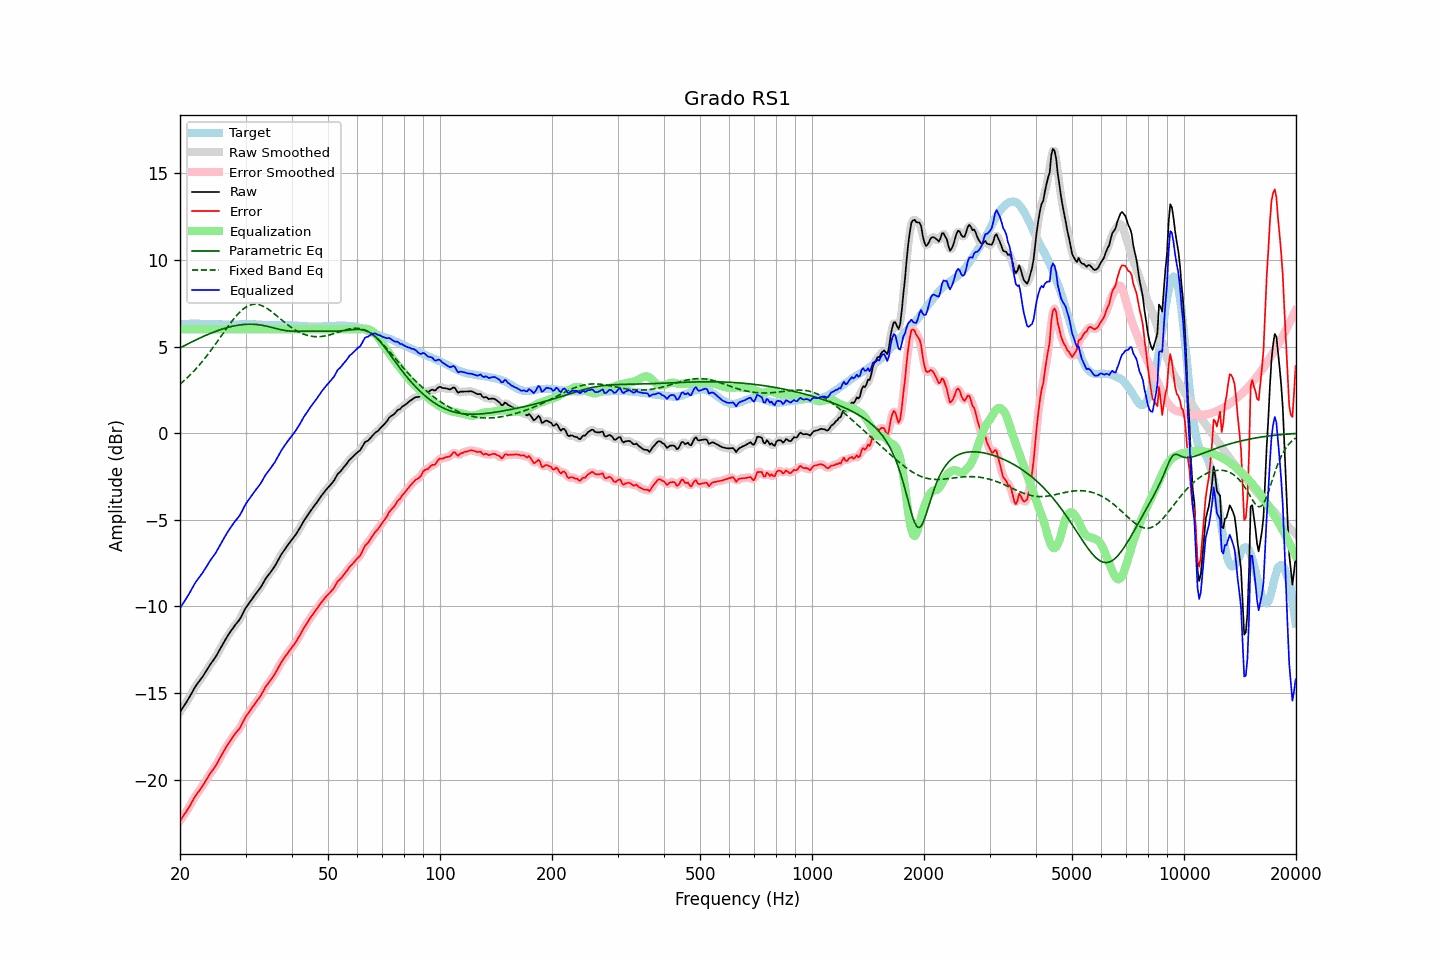 Grado RS1
Target
Raw Smoothed
Error Smoothed
Raw
Error
Equalization
Parametric Eq
Fixed Band Eq
Equalized
Amplitude (dBr)
15
10
5
0
−5
−10
−15
−20
20 50 100 200 500 1000 2000 5000 10000 20000
Frequency (Hz)